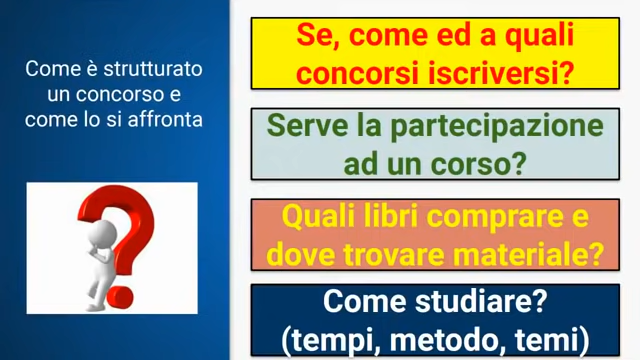 Come è strutturato
un concorso e
come lo si affronta
Se, come ed a quali
concorsi iscriversi?
Serve la partecipazione
ad un corso?
Quali libri comprare e
dove trovare materiale?
Come studiare?
(tempi, metodo, temi)